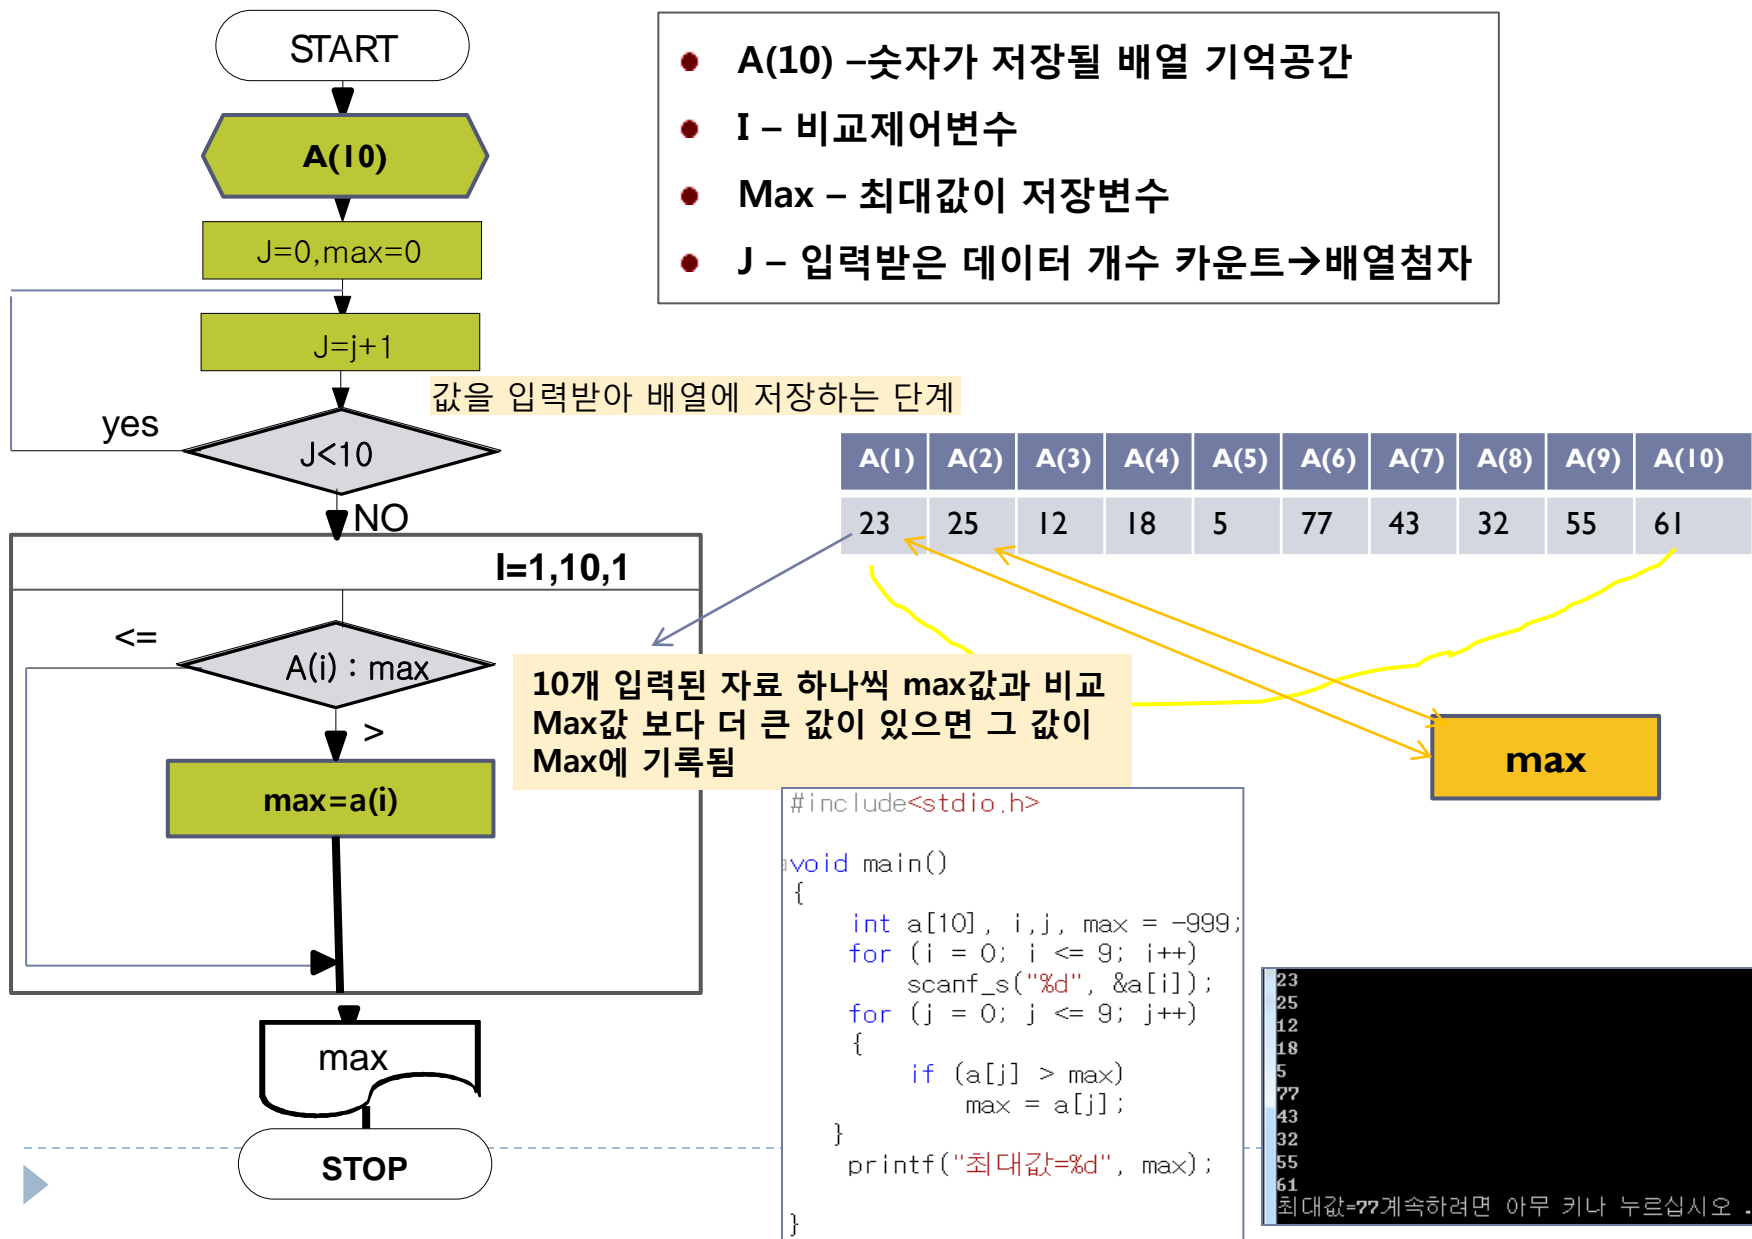 START
A(10)
J=0,max=0
J=j+1
yes
J<10
NO
I=1,10,1
<=
A(i) : max
>
max=a(i)
max
STOP
A(10) –숫자가 저장될 배열 기억공간
I – 비교제어변수
Max – 최대값이 저장변수
J – 입력받은 데이터 개수 카운트→배열첨자
값을 입력받아 배열에 저장하는 단계
A(1) A(2) A(3) A(4) A(5) A(6) A(7) A(8) A(9) A(10)
23 25 12 18 5 77 43 32 55 61
10개 입력된 자료 하나씩 max값과 비교
Max값 보다 더 큰 값이 있으면 그 값이
Max에 기록됨
max
#include<stdio.h>
void main()
{
int a[10], i,j, max = -999;
for (i = 0; i <= 9; i++)
scanf_s("%d", &a[i]);
for (j = 0; j <= 9; j++)
{
if (a[j] > max)
max = a[j];
}
printf("최대값=%d", max);
}
23
25
12
18
5
77
43
32
55
61
최대값=77계속하려면 아무 키나 누르십시오 .